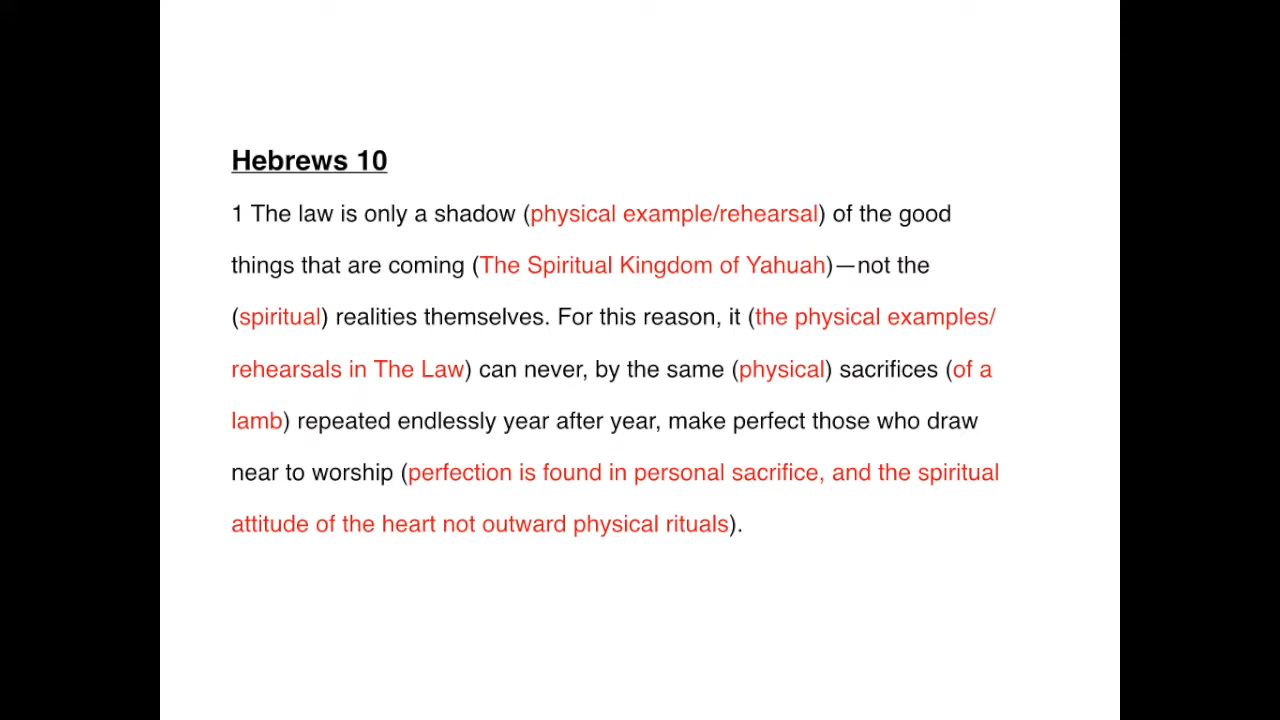 Hebrews 10
1 The law is only a shadow (physical example/rehearsal) of the good
things that are coming (The Spiritual Kingdom of Yahuah)—not the
(spiritual) realities themselves. For this reason, it (the physical examples/
rehearsals in The Law) can never, by the same (physical) sacrifices (of a
lamb) repeated endlessly year after year, make perfect those who draw
near to worship (perfection is found in personal sacrifice, and the spiritual
attitude of the heart not outward physical rituals).